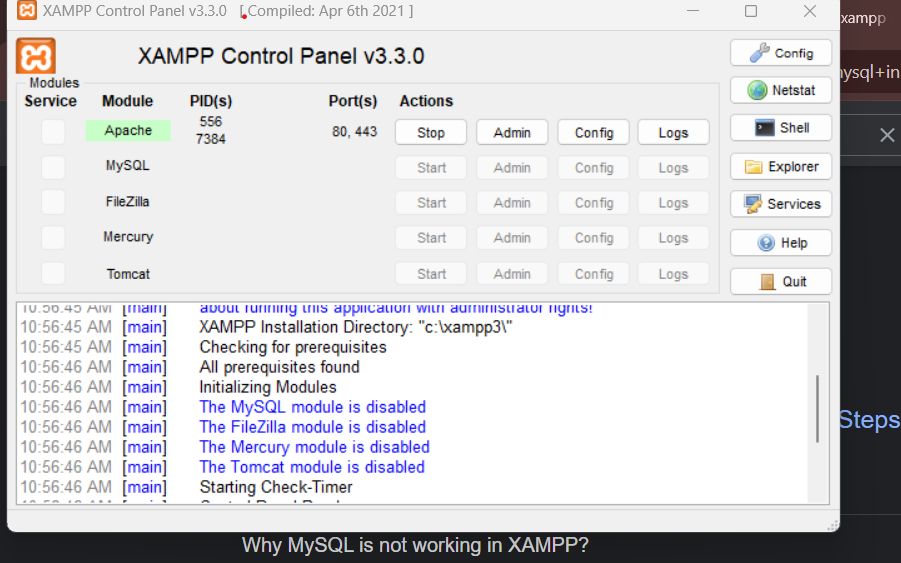 XAMPP Control Panel v3.3.0 [ Compiled: Apr 6th 2021 ]
xampp
XAMPP Control Panel v3.3.0
Config
Modules
Service Module PID(s) Port(s) Actions
Netstat
ysql+in
Apache 556 7384 80, 443 Stop Admin Config Logs
Shell
MySQL Start Admin Config Logs
Explorer
FileZilla Start Admin Config Logs
Services
Mercury Start Admin Config Logs
Help
Tomcat Start Admin Config Logs
Quit
10:56:45 AM [main] about running this application with administrator rights!
10:56:45 AM [main] XAMPP Installation Directory: "c:\xampp3\"
10:56:45 AM [main] Checking for prerequisites
10:56:46 AM [main] All prerequisites found
10:56:46 AM [main] Initializing Modules
10:56:46 AM [main] The MySQL module is disabled
10:56:46 AM [main] The FileZilla module is disabled
10:56:46 AM [main] The Mercury module is disabled
10:56:46 AM [main] The Tomcat module is disabled
10:56:46 AM [main] Starting Check-Timer
Steps
Why MySQL is not working in XAMPP?